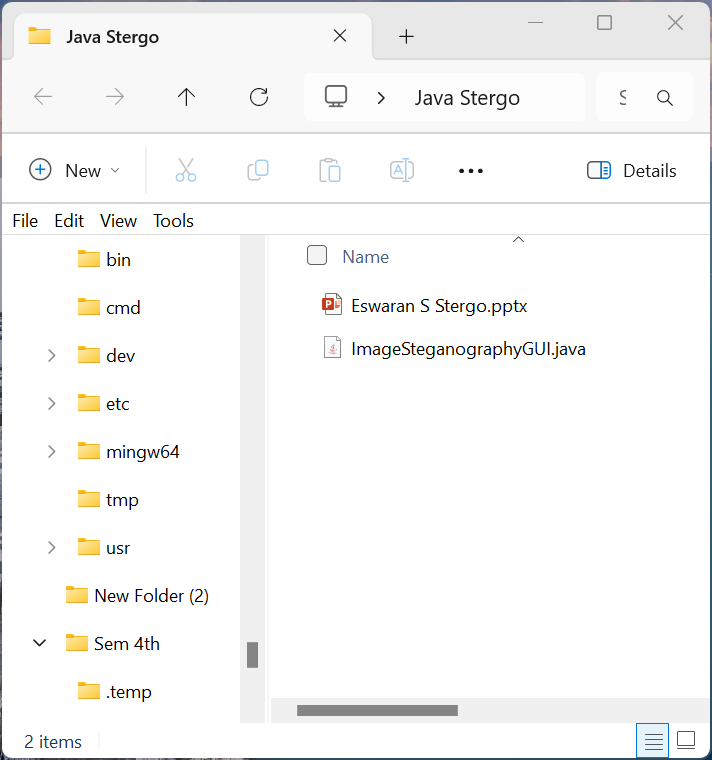 Java Stergo
Java Stergo
S
New
Details
File Edit View Tools
bin
cmd
dev
etc
mingw64
tmp
usr
New Folder (2)
Sem 4th
.temp
Name
Eswaran S Stergo.pptx
ImageSteganographyGUI.java
2 items